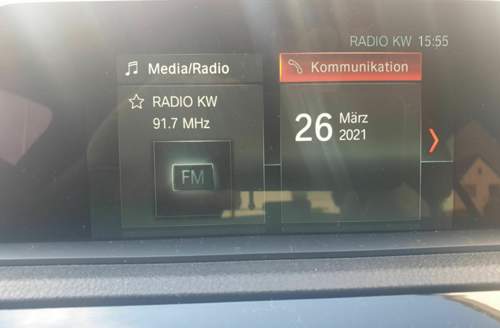 RADIO KW 15:55
Media/Radio
RADIO KW
91.7 MHz
FM
Kommunikation
26 März
2021